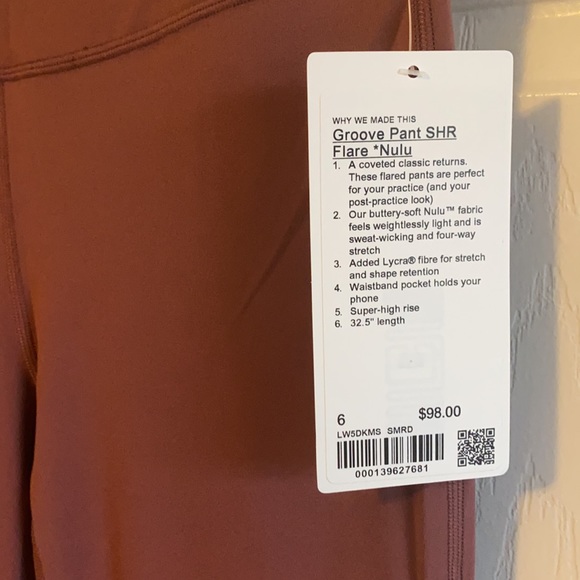 WHY WE MADE THIS
Groove Pant SHR
Flare *Nulu
1. A coveted classic returns.
These flared pants are perfect
for your practice (and your
post-practice look)
2. Our buttery-soft Nulu™ fabric
feels weightlessly light and is
sweat-wicking and four-way
stretch
3. Added Lycra® fibre for stretch
and shape retention
4. Waistband pocket holds your
phone
5. Super-high rise
6. 32.5" length
6 $98.00
LW5DKMS SMRD
000139627681